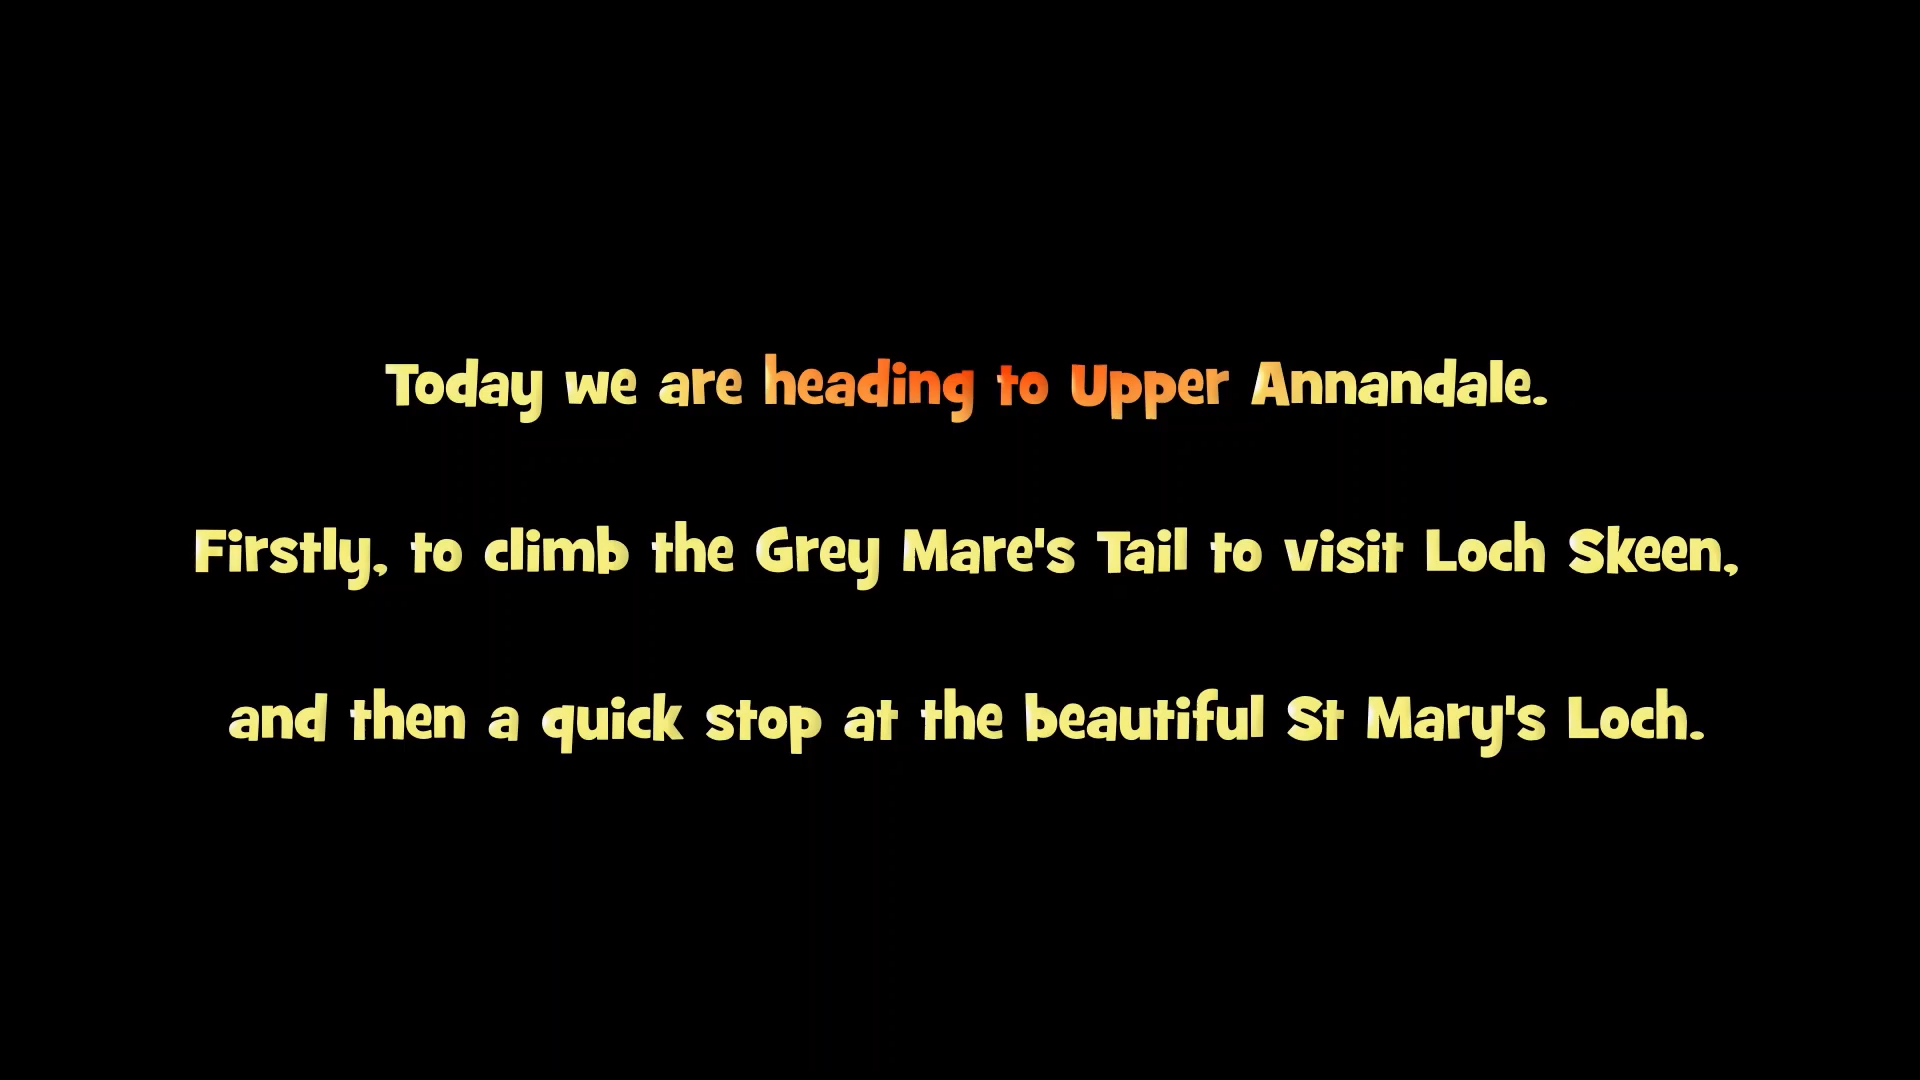 Today we are heading to Upper Annandale.
Firstly, to climb the Grey Mare's Tail to visit Loch Skeen,
and then a quick stop at the beautiful St Mary's Loch.